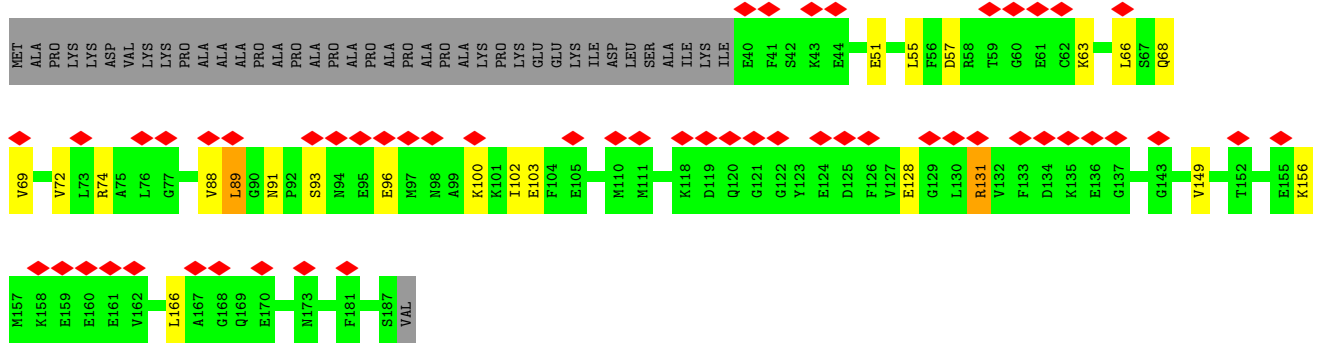 MET ALA PRO LYS LYS ASP VAL LYS LYS PRO ALA ALA ALA PRO ALA PRO ALA PRO ALA PRO ALA PRO ALA PRO ALA LYS PRO LYS GLU GLU LYS ILE ASP LEU SER ALA ILE LYS ILE E40 F41 S42 K43 E44 E51 L55 F56 D57 R58 T59 G60 E61 C62 K63 L66 S67 Q68
V69 V72 L73 R74 A75 L76 G77 V88 L89 G90 N91 P92 S93 N94 E95 E96 M97 N98 A99 K100 K101 I102 E103 F104 E105 M110 M111 K118 D119 Q120 G121 G122 Y123 E124 D125 F126 V127 E128 G129 L130 R131 V132 F133 D134 K135 E136 G137 G143 V149 T152 E155 K156
M157 K158 E159 E160 E161 V162 L166 A167 G168 Q169 E170 N173 F181 S187 VAL